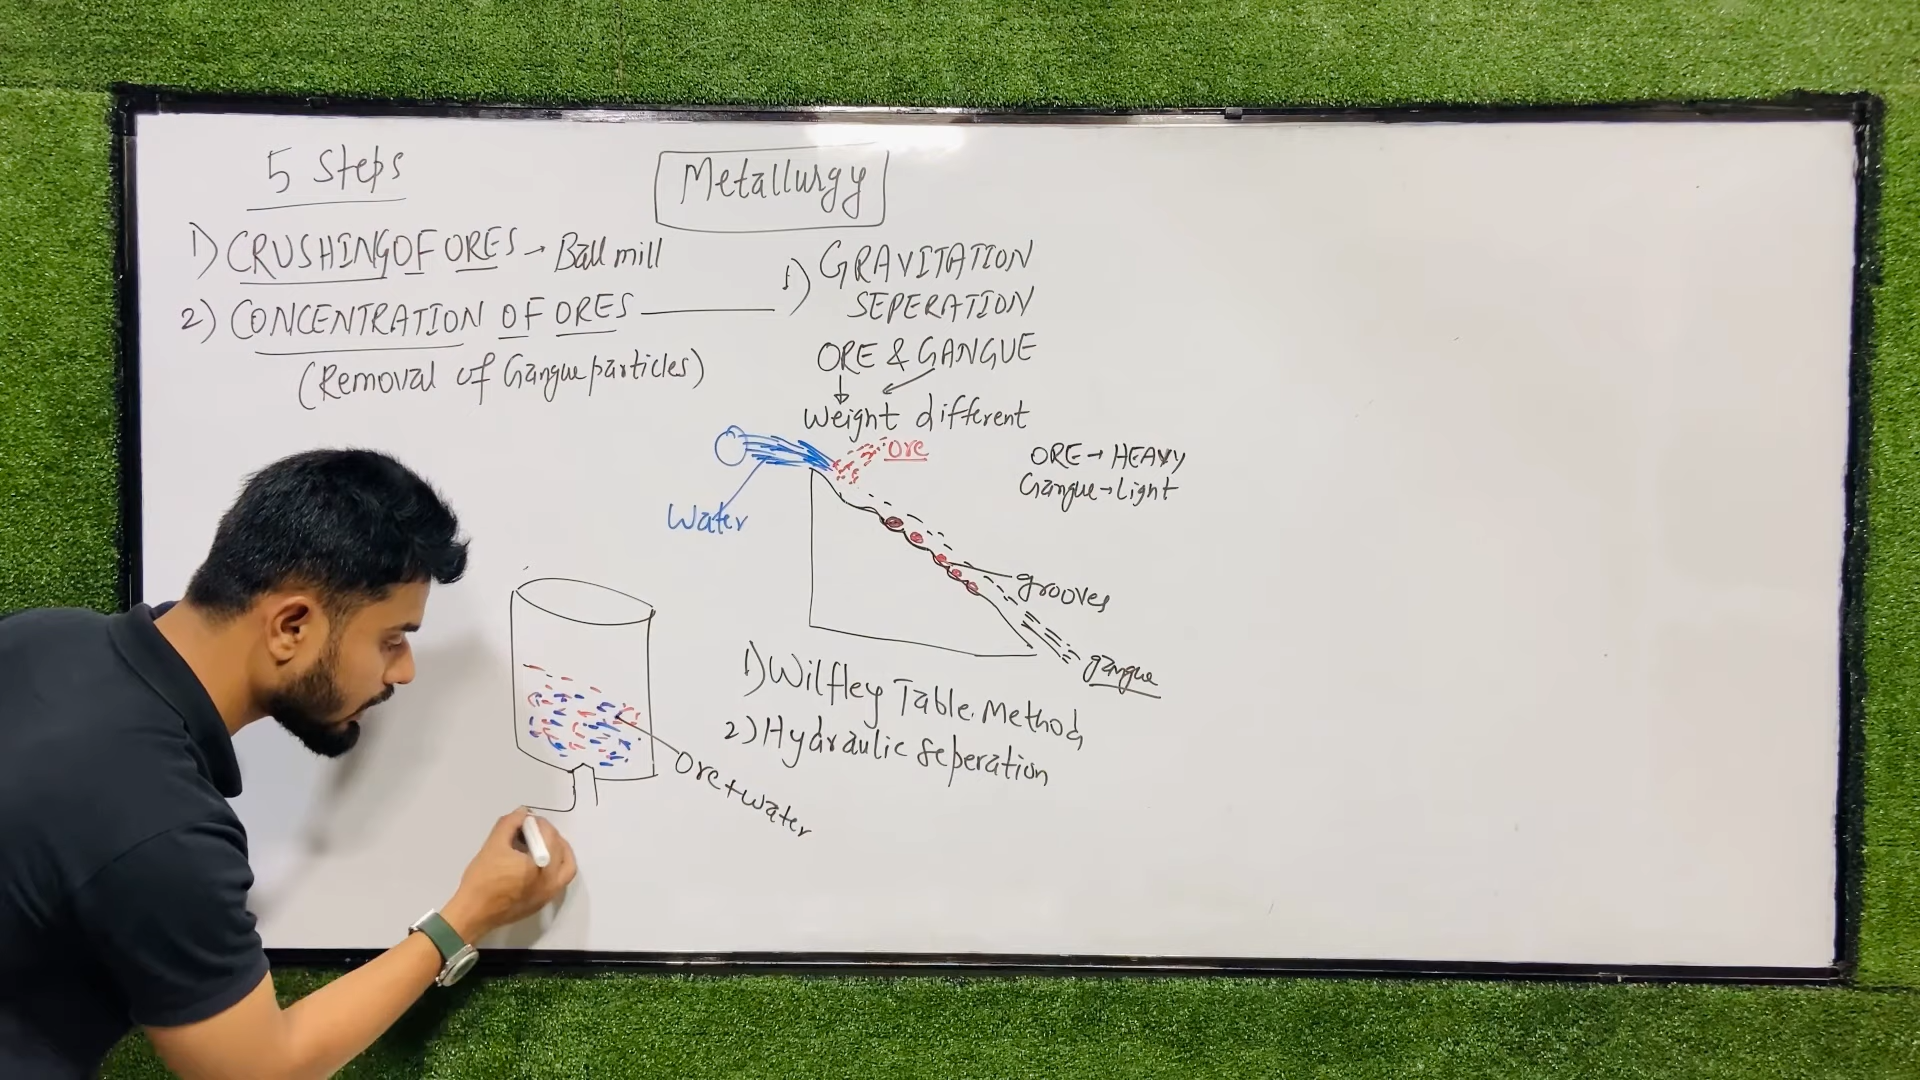 5 Steps
Metallurgy
1) CRUSHING OF ORES → Ball mill
2) CONCENTRATION OF ORES
(Removal of Gangue particles)
1) GRAVITATION
SEPERATION
ORE & GANGUE
Weight different
Ore
ORE → HEAVY
Gangue → Light
Water
grooves
gangue
1) Wilfley Table Method
2) Hydraulic Seperation
Ore + Water